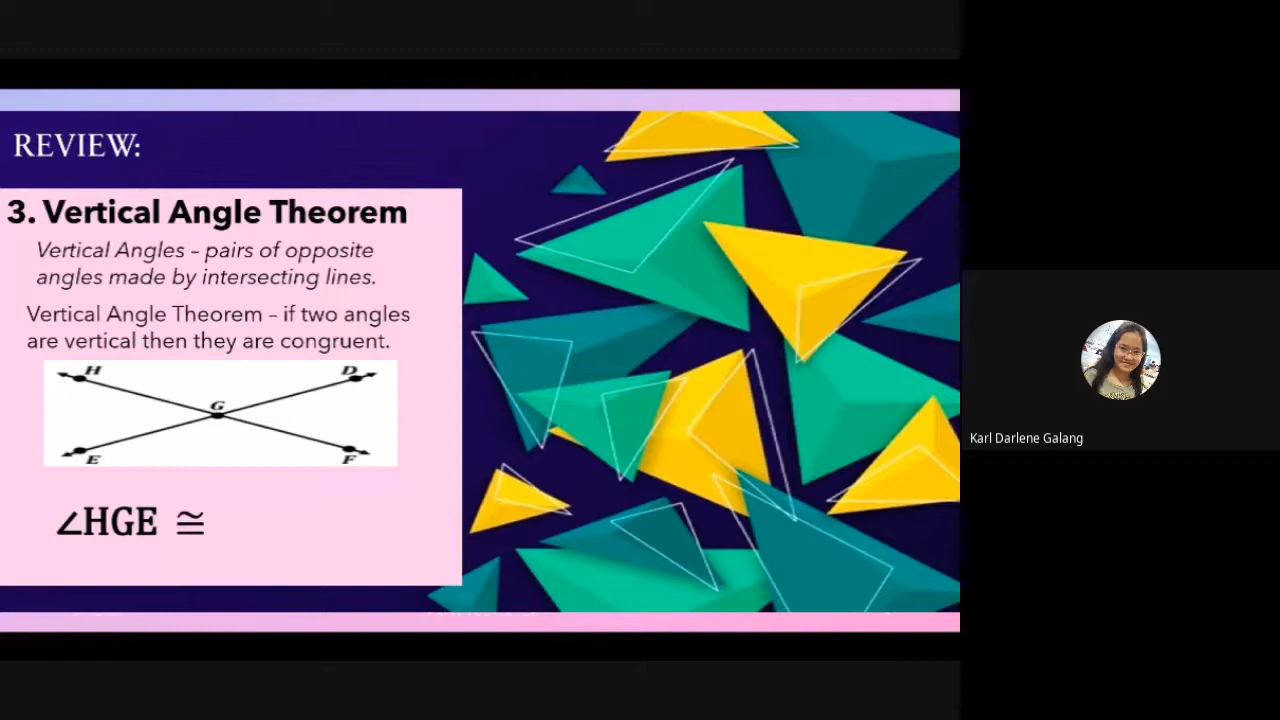 REVIEW:
3. Vertical Angle Theorem
Vertical Angles – pairs of opposite
angles made by intersecting lines.
Vertical Angle Theorem – if two angles
are vertical then they are congruent.
H
D
G
E
F
∠HGE ≅
Karl Darlene Galang